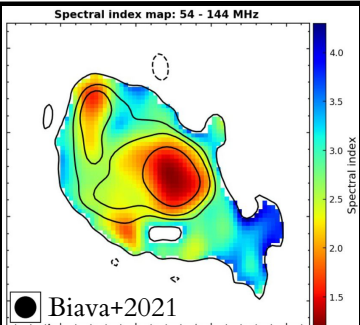 Spectral index map: 54 - 144 MHz
4.0
3.5
3.0
2.5
2.0
1.5
Spectral index
Biava+2021